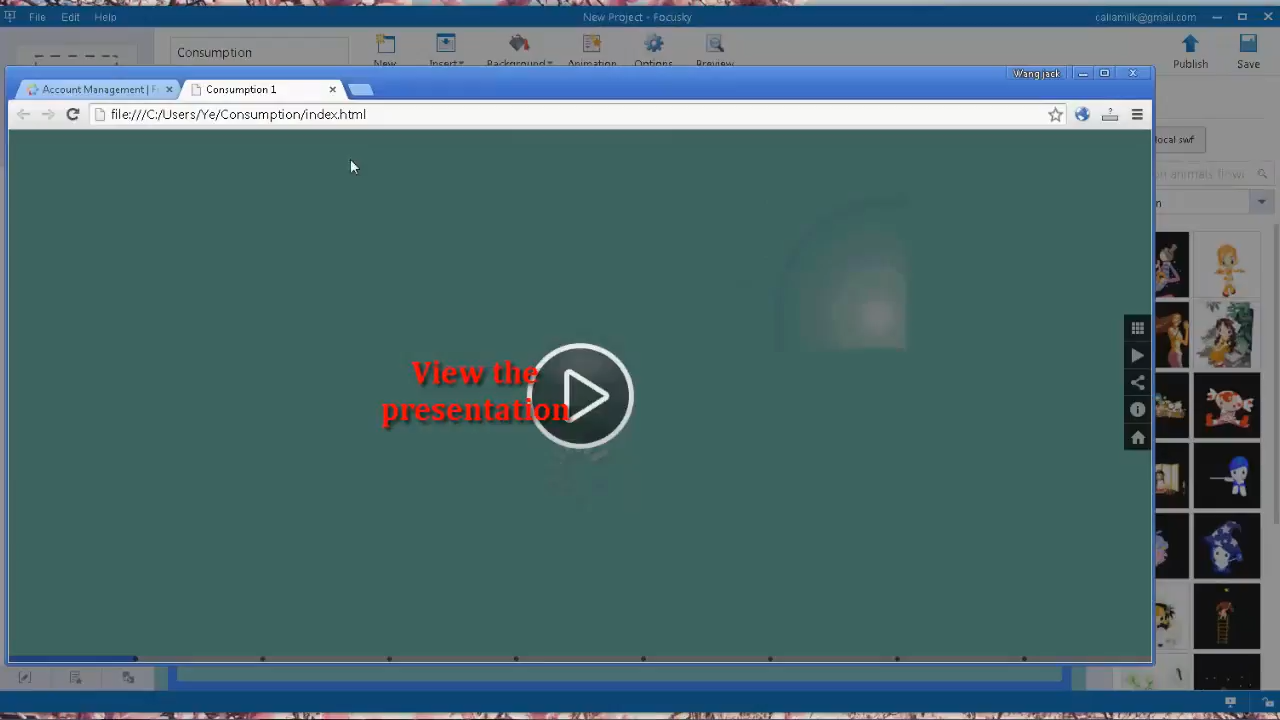 File Edit Help
New Project - Focusky
caliamilk@gmail.com
Consumption
New Insert Background Animation Options Preview
Publish Save
Wang jack
Account Management | F
Consumption 1
file:///C:/Users/Ye/Consumption/index.html
local swf
View the
presentation